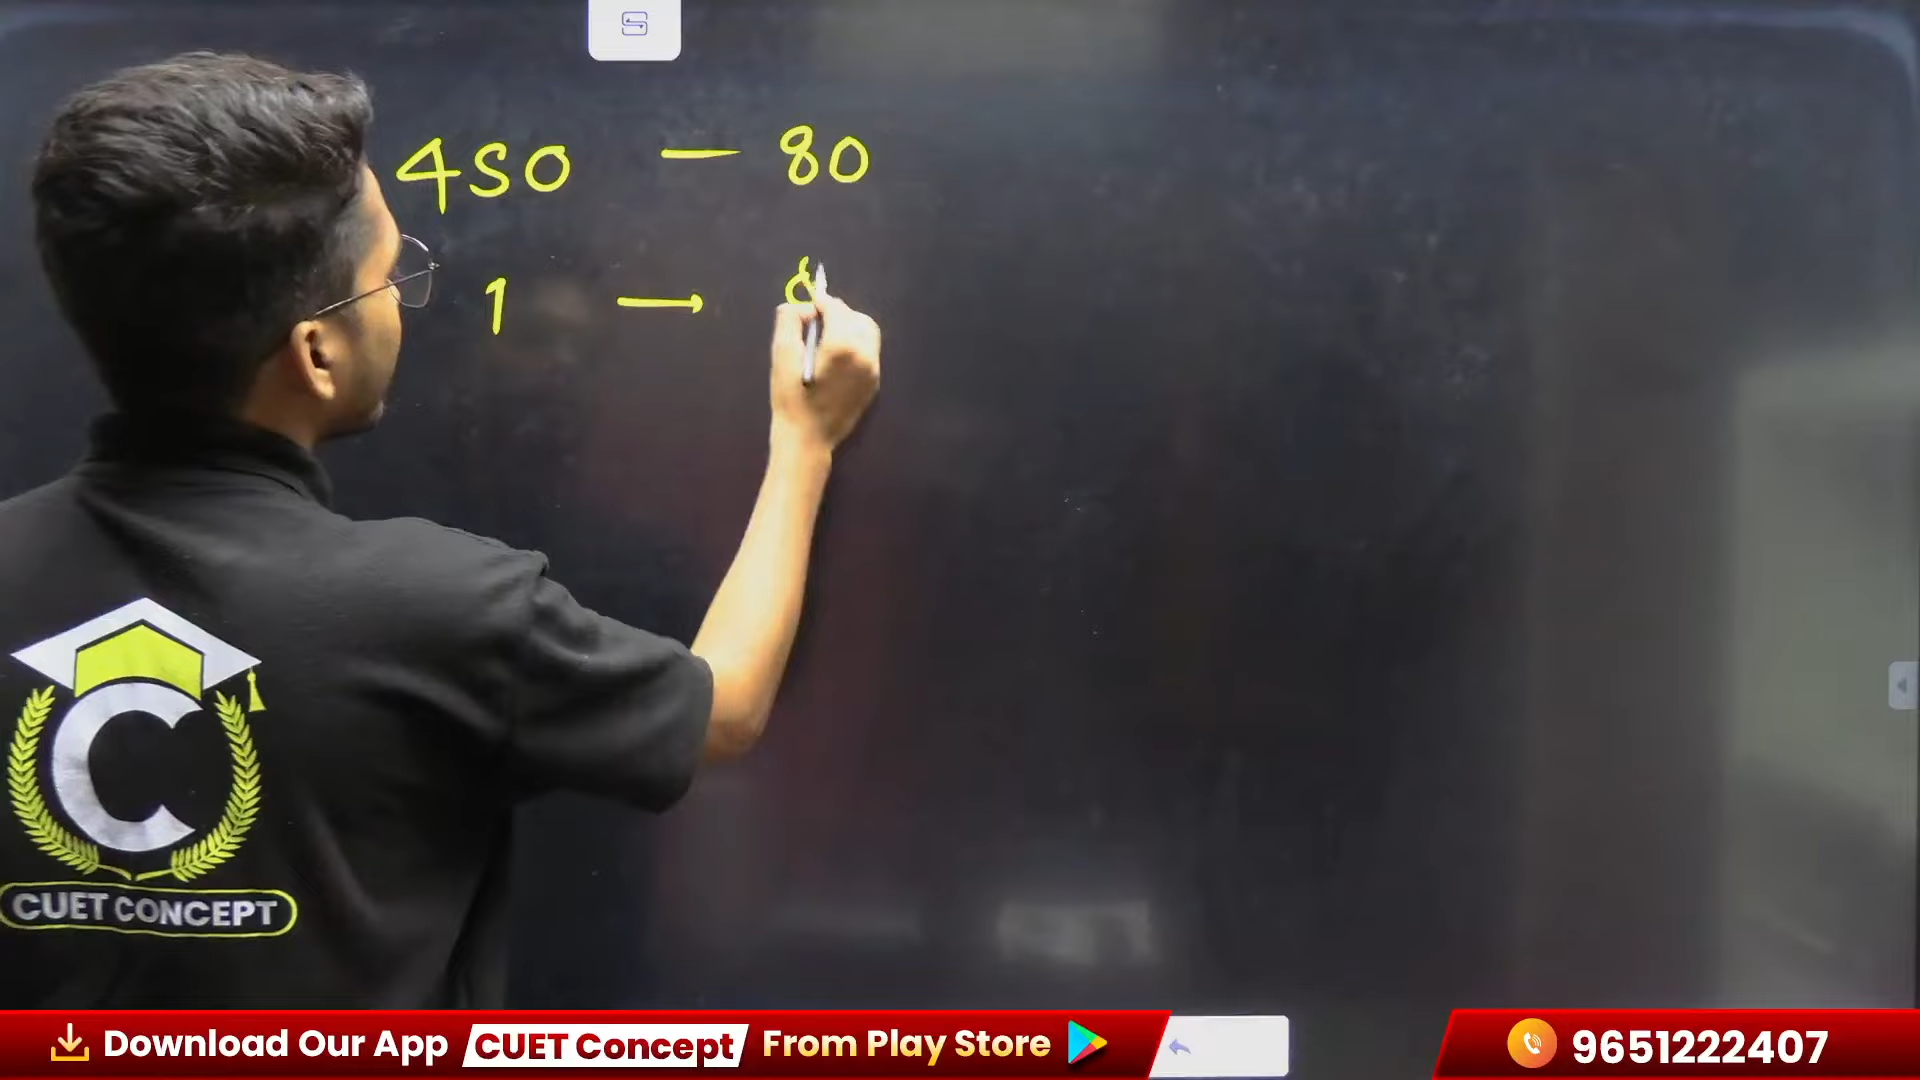 450 — 80
1 →
CUET CONCEPT
Download Our App CUET Concept From Play Store
9651222407